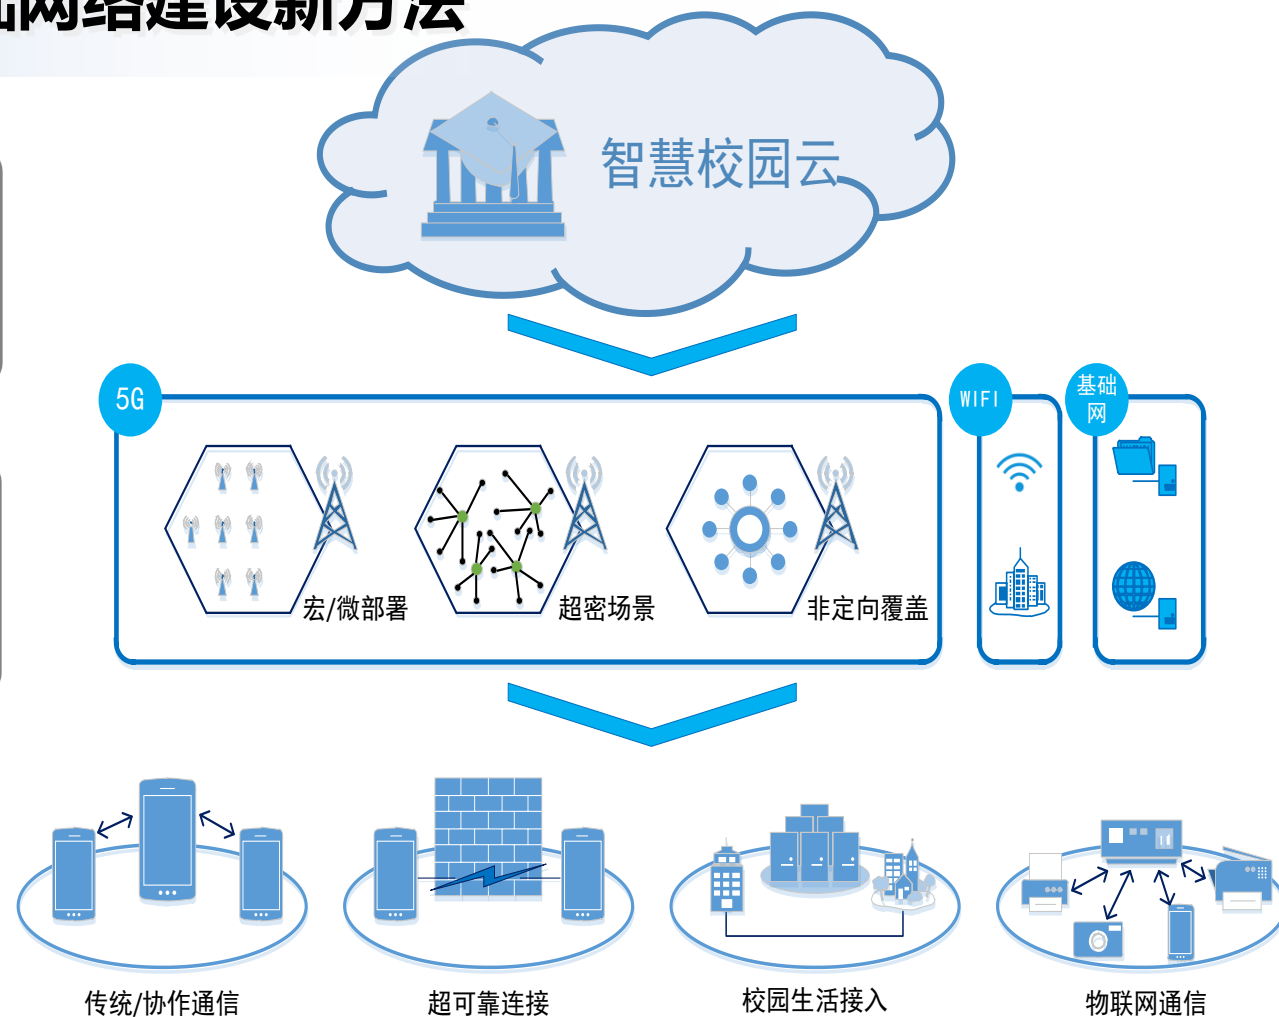 础网络建设新方法
智慧校园云
5G
WIFI
基础
网
宏/微部署
超密场景
非定向覆盖
传统/协作通信
超可靠连接
校园生活接入
物联网通信